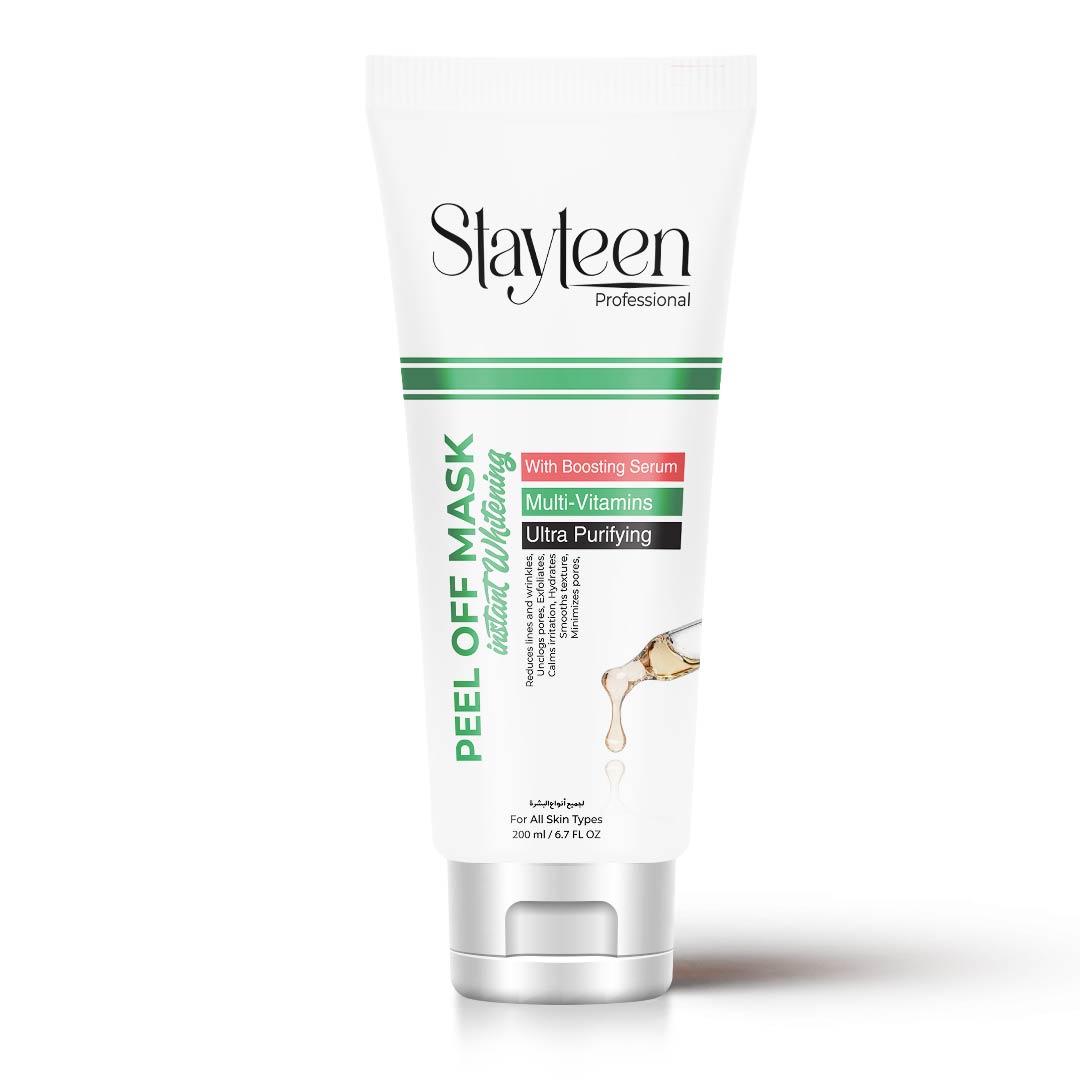 Stayteen
Professional
PEEL OFF MASK
instant Whitening
With Boosting Serum
Multi-Vitamins
Ultra Purifying
Reduces lines and wrinkles,
Unclogs pores, Exfoliates,
Calms irritation, Hydrates
Smooths texture,
Minimizes pores,
لجميع أنواع البشرة
For All Skin Types
200 ml / 6.7 FL OZ